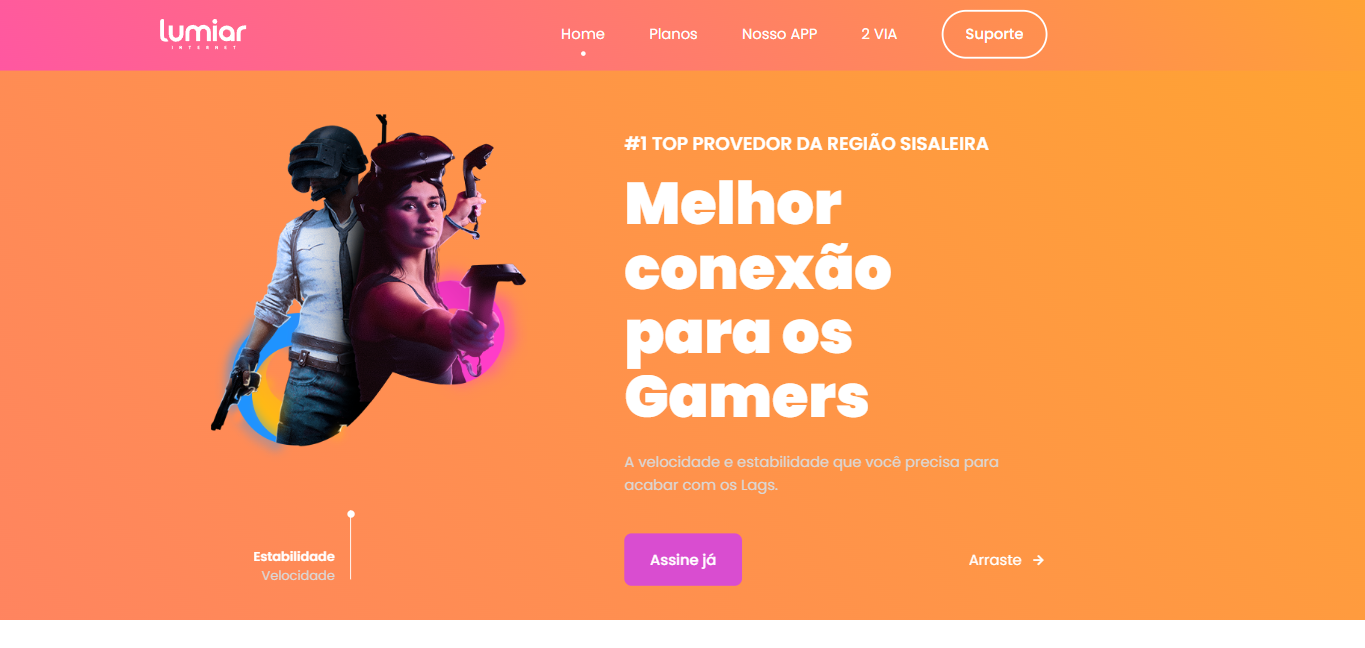 lumiar
INTERNET
Home
Planos
Nosso APP
2 VIA
Suporte
#1 TOP PROVEDOR DA REGIÃO SISALEIRA
Melhor
conexão
para os
Gamers
A velocidade e estabilidade que você precisa para
acabar com os Lags.
Estabilidade
Velocidade
Assine já
Arraste